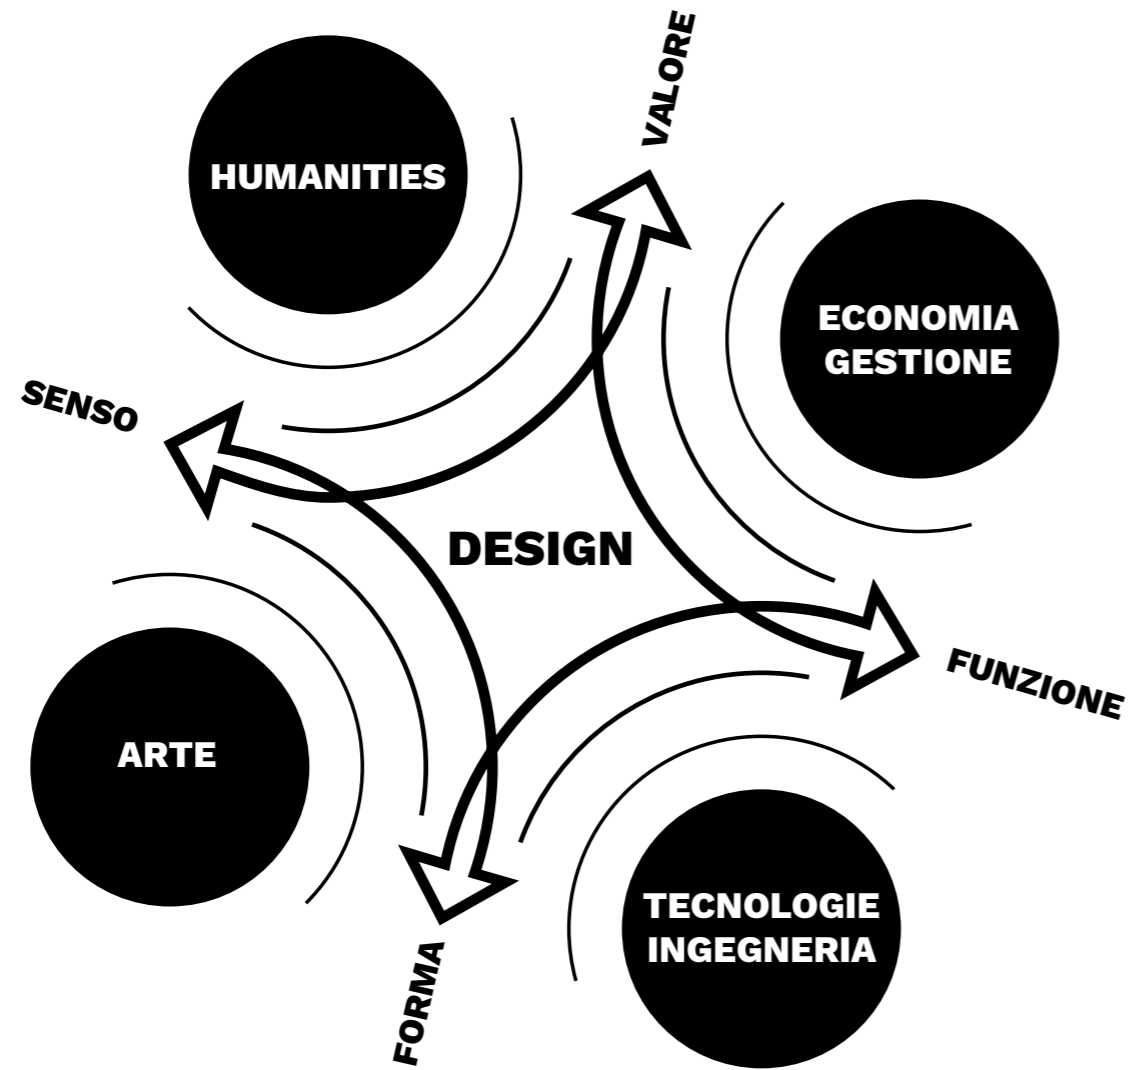 VALORE
HUMANITIES
ECONOMIA
GESTIONE
SENSO
DESIGN
FUNZIONE
ARTE
TECNOLOGIE
INGEGNERIA
FORMA